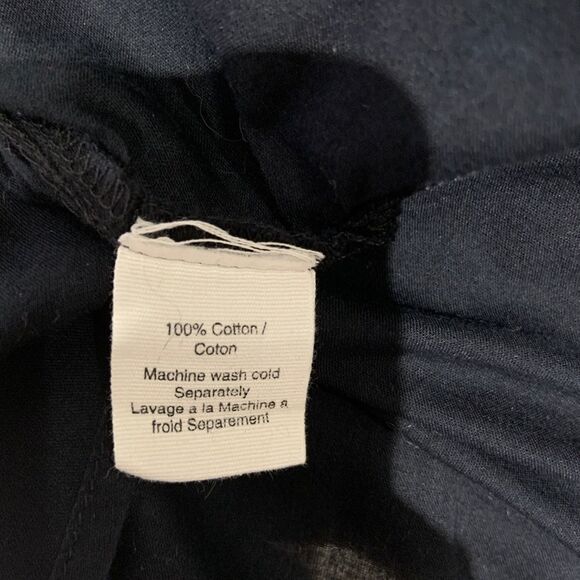 100% Cotton /
Coton
Machine wash cold
Separately
Lavage a la Machine a
froid Separement